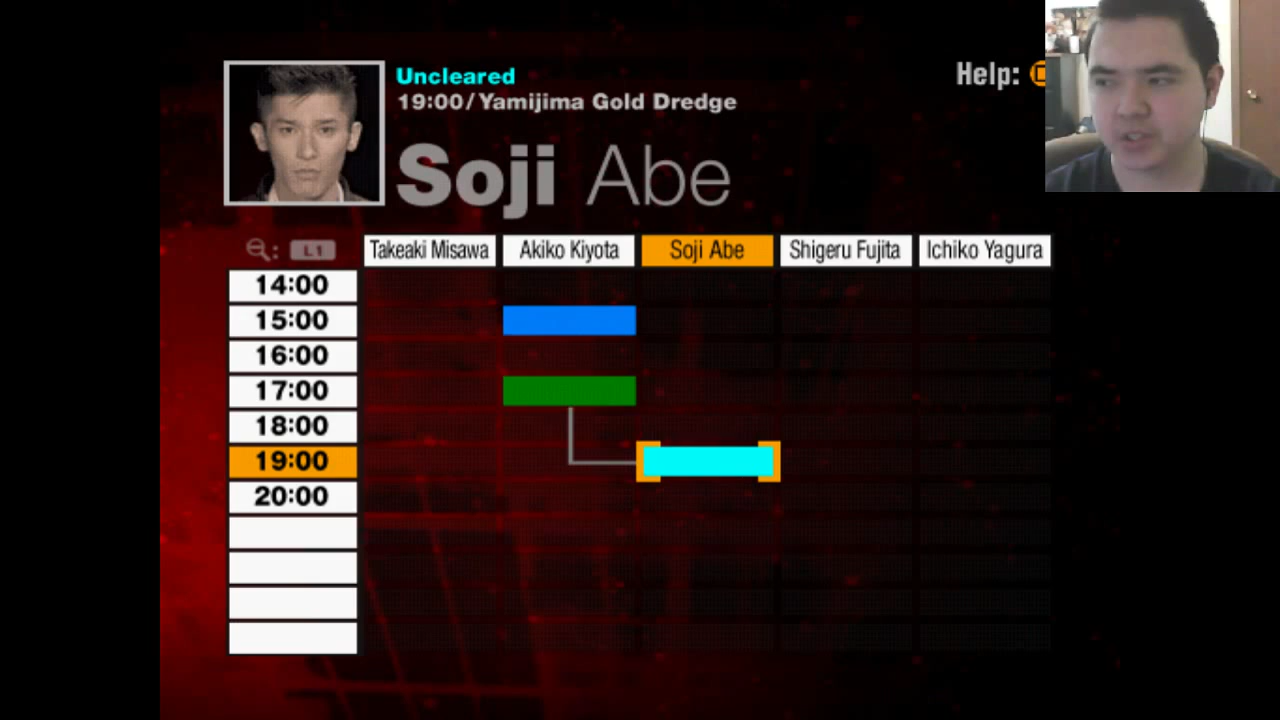 Uncleared
Help:
19:00/Yamijima Gold Dredge
Soji Abe
L1
Takeaki Misawa
Akiko Kiyota
Soji Abe
Shigeru Fujita
Ichiko Yagura
14:00
15:00
16:00
17:00
18:00
19:00
20:00